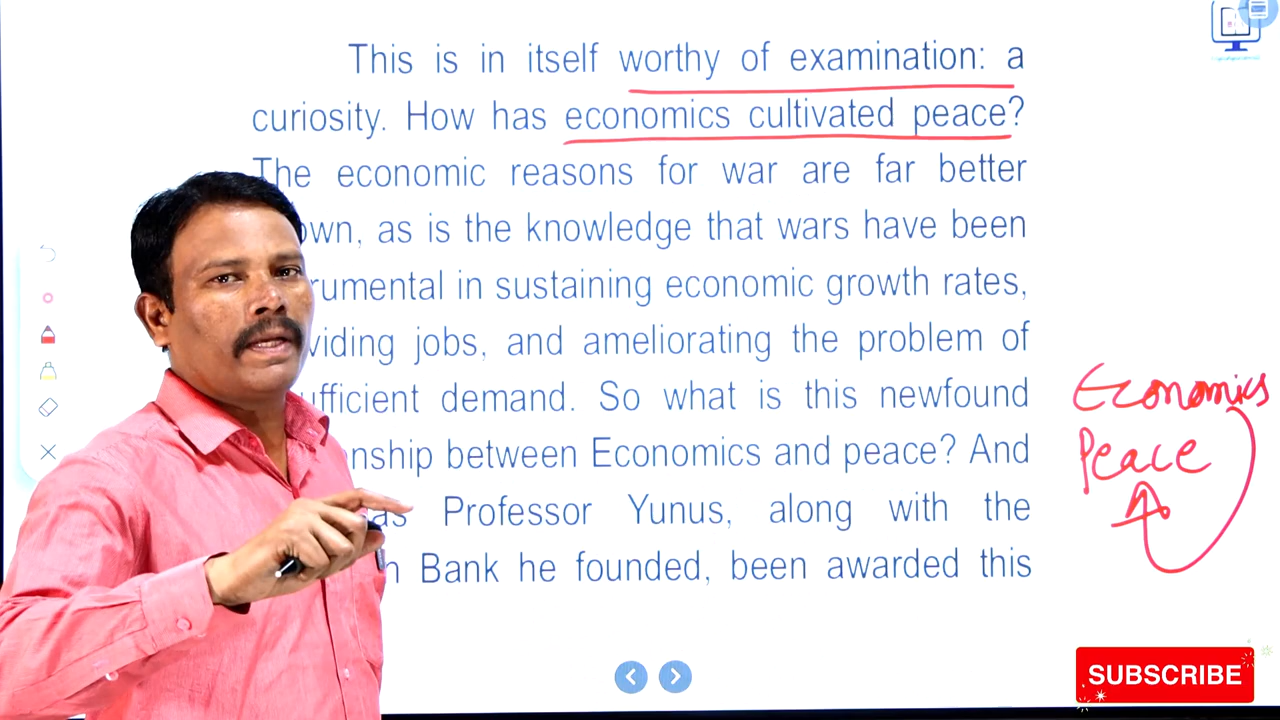 This is in itself worthy of examination: a
curiosity. How has economics cultivated peace?
The economic reasons for war are far better
own, as is the knowledge that wars have been
rumental in sustaining economic growth rates,
viding jobs, and ameliorating the problem of
ufficient demand. So what is this newfound
nship between Economics and peace? And
as Professor Yunus, along with the
n Bank he founded, been awarded this
Economics
Peace
SUBSCRIBE